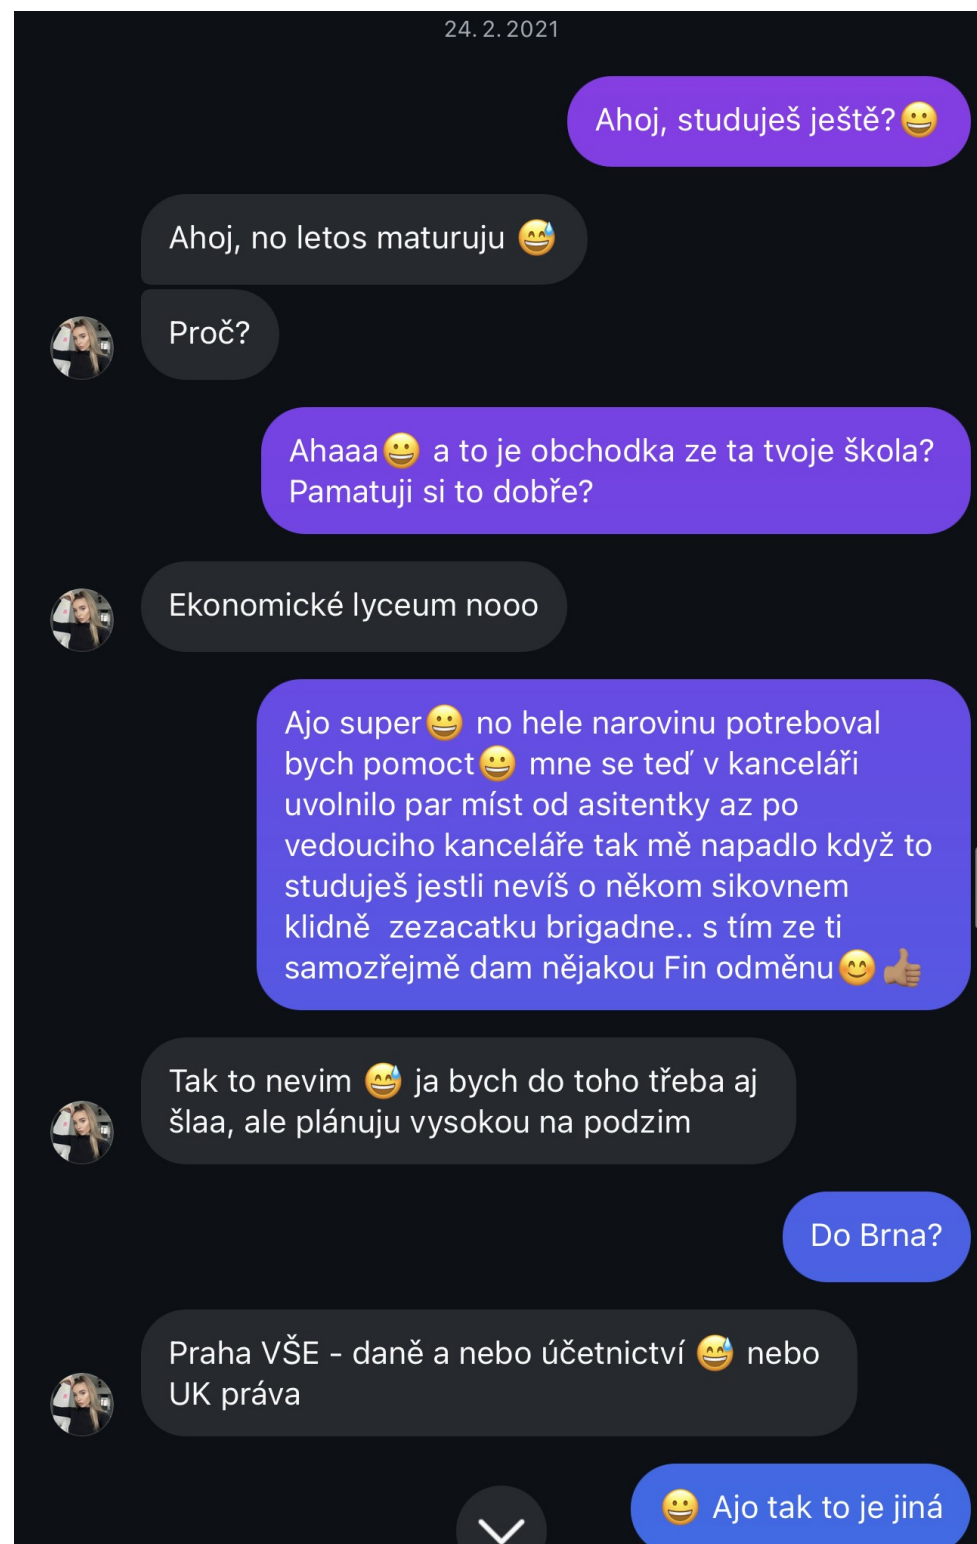 24. 2. 2021
Ahoj, studuješ ještě?😀
Ahoj, no letos maturuju 😅
Proč?
Ahaaa😀 a to je obchodka ze ta tvoje škola?
Pamatuji si to dobře?
Ekonomické lyceum nooo
Ajo super😀 no hele narovinu potreboval
bych pomoct😀 mne se teď v kanceláři
uvolnilo par míst od asitentky az po
vedouciho kanceláře tak mě napadlo když to
studuješ jestli nevíš o někom sikovnem
klidně  zezacatku brigadne.. s tím ze ti
samozřejmě dam nějakou Fin odměnu😊👍🏽
Tak to nevim 😅 ja bych do toho třeba aj
šlaa, ale plánuju vysokou na podzim
Do Brna?
Praha VŠE - daně a nebo účetnictví 😅 nebo
UK práva
😀 Ajo tak to je jiná